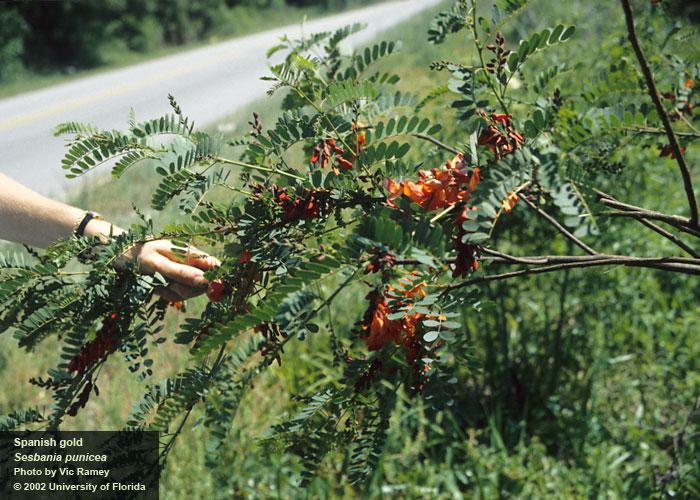 Spanish gold
Sesbania punicea
Photo by Vic Ramey
© 2002 University of Florida